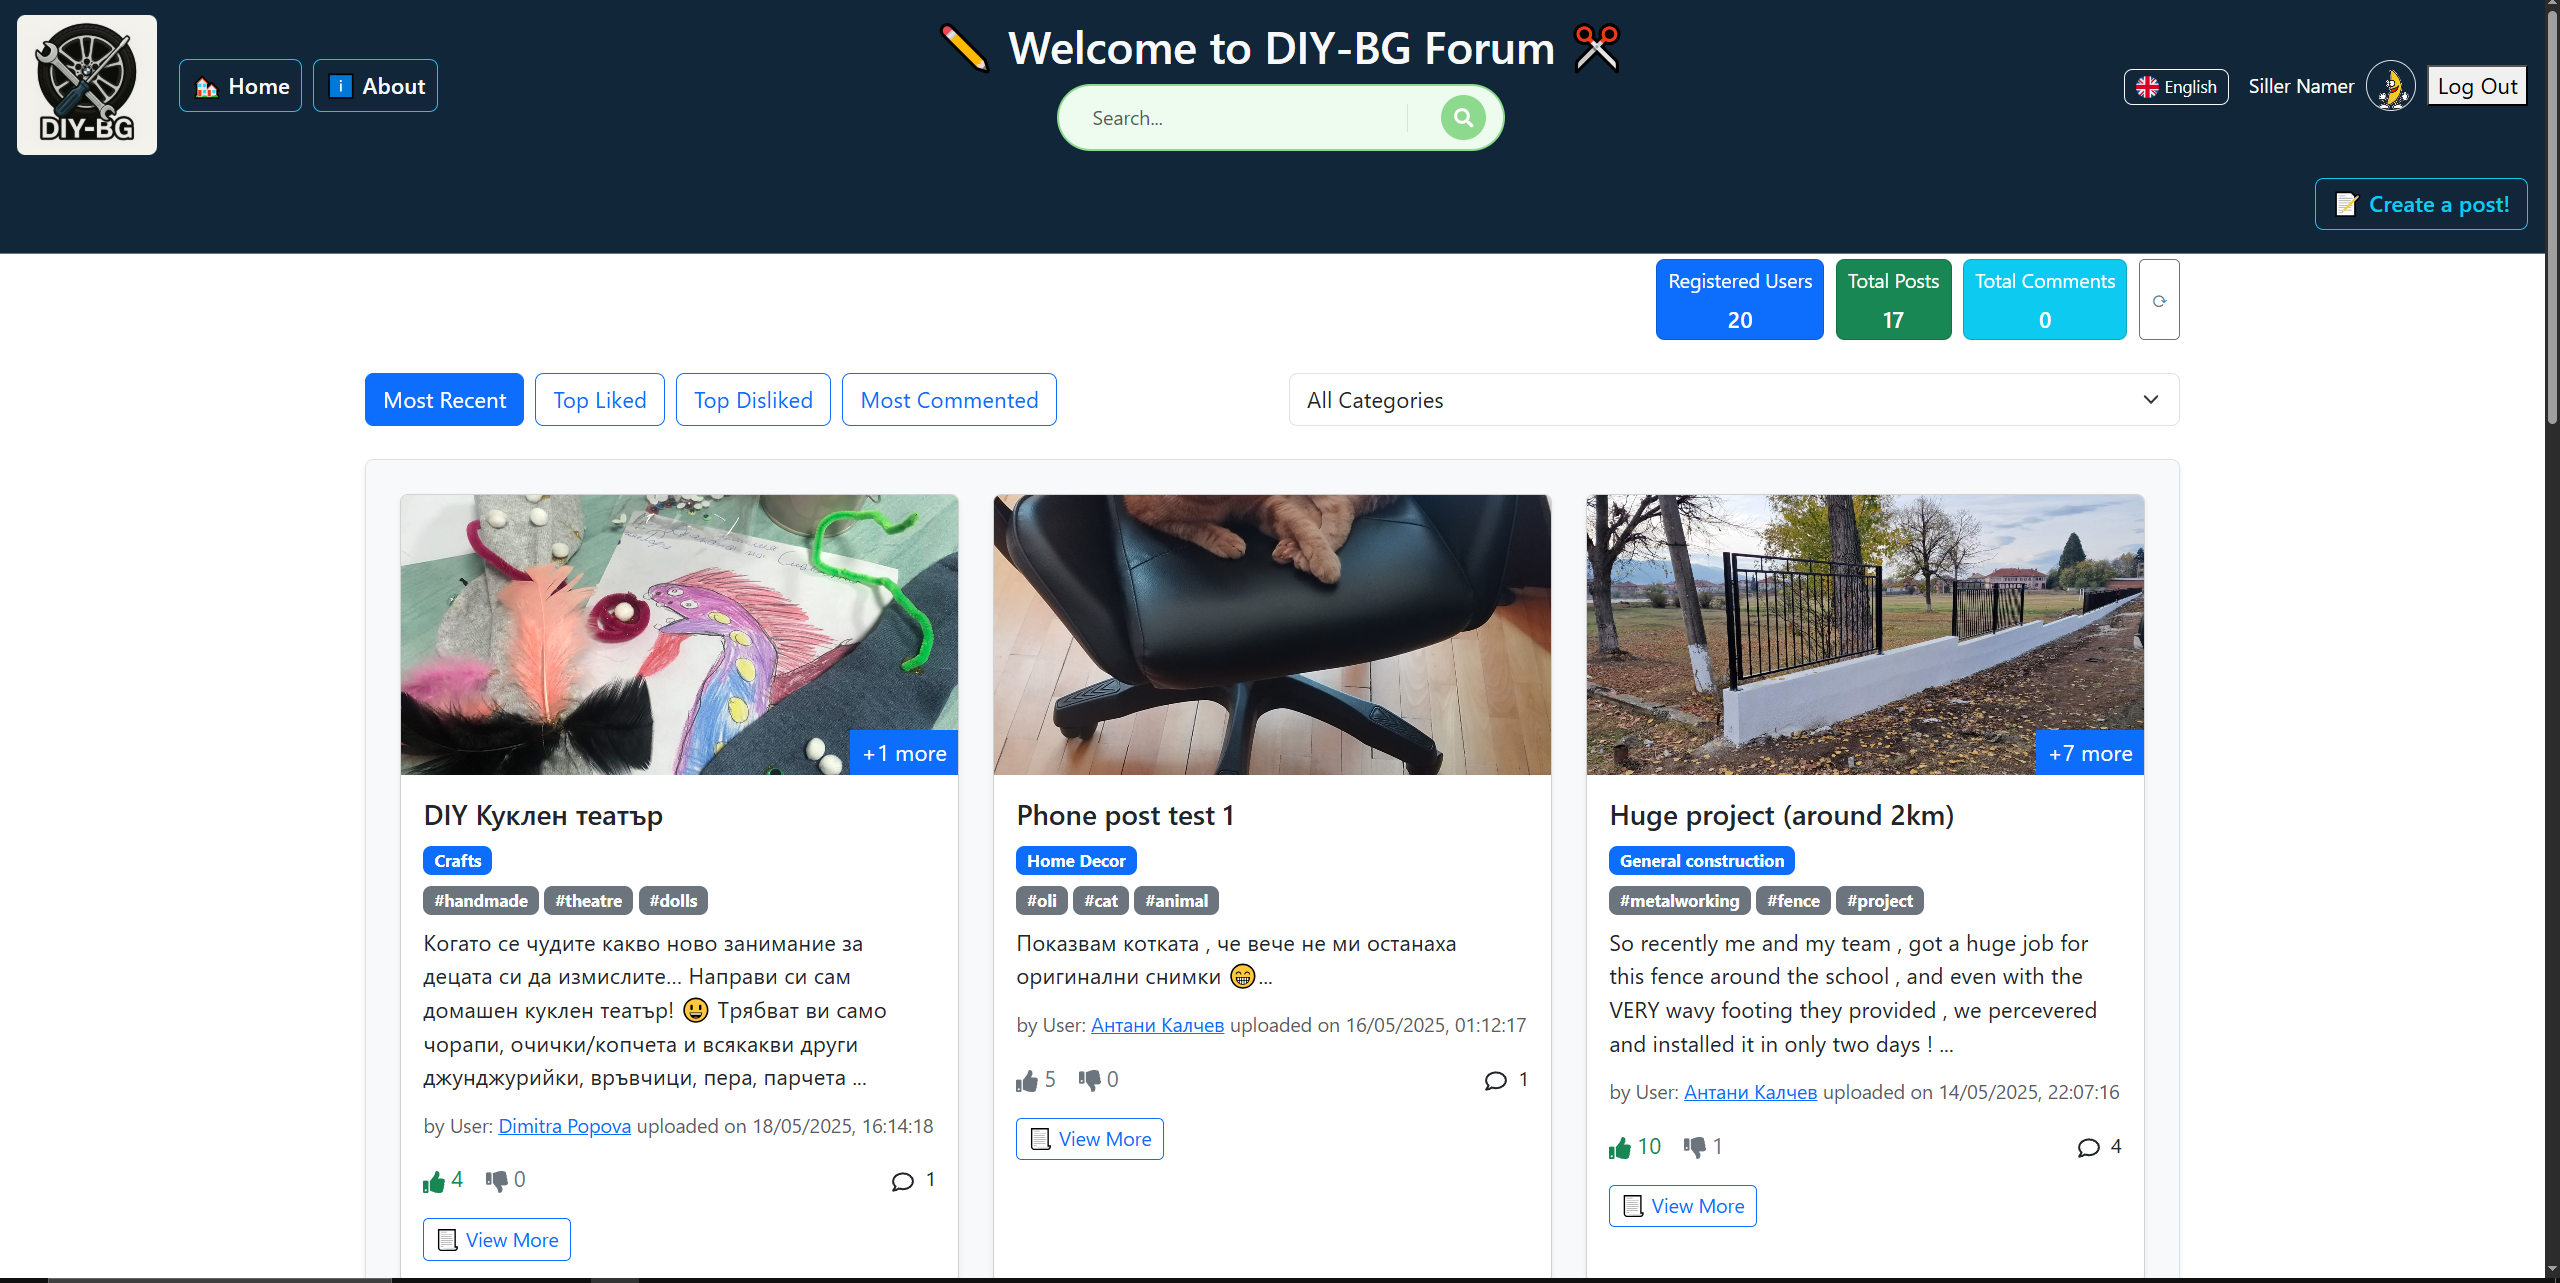 DIY-BG
Home
About
Welcome to DIY-BG Forum
Search...
English
Siller Namer
Log Out
Create a post!
Registered Users
20
Total Posts
17
Total Comments
0
Most Recent
Top Liked
Top Disliked
Most Commented
All Categories
+1 more
DIY Куклен театър
Crafts
#handmade #theatre #dolls
Когато се чудите какво ново занимание за
децата си да измислите... Направи си сам
домашен куклен театър! 😃 Трябват ви само
чорапи, очички/копчета и всякакви други
джунджурийки, връвчици, пера, парчета ...
by User: Dimitra Popova uploaded on 18/05/2025, 16:14:18
4 0 1
View More
Phone post test 1
Home Decor
#oli #cat #animal
Показвам котката , че вече не ми останаха
оригинални снимки 😁...
by User: Антани Калчев uploaded on 16/05/2025, 01:12:17
5 0 1
View More
+7 more
Huge project (around 2km)
General construction
#metalworking #fence #project
So recently me and my team , got a huge job for
this fence around the school , and even with the
VERY wavy footing they provided , we percevered
and installed it in only two days ! ...
by User: Антани Калчев uploaded on 14/05/2025, 22:07:16
10 1 4
View More